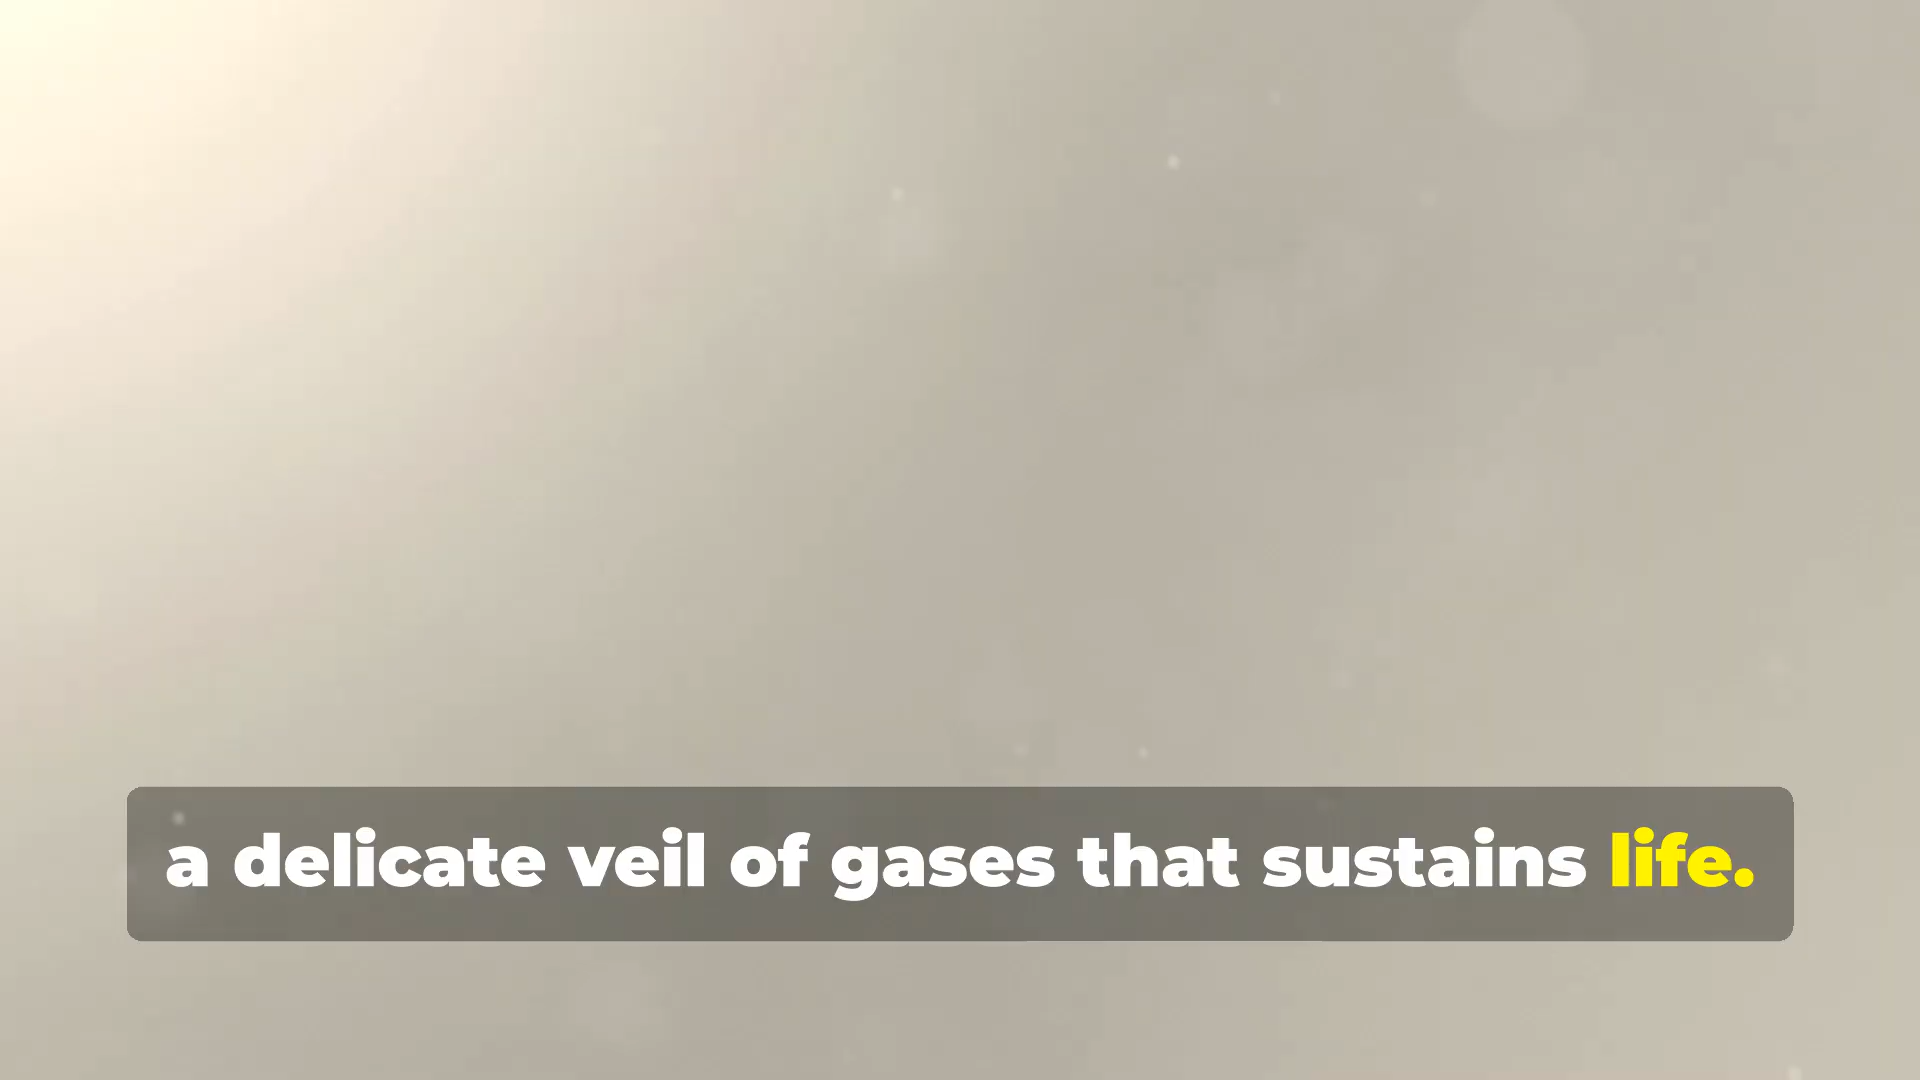 a delicate veil of gases that sustains life.